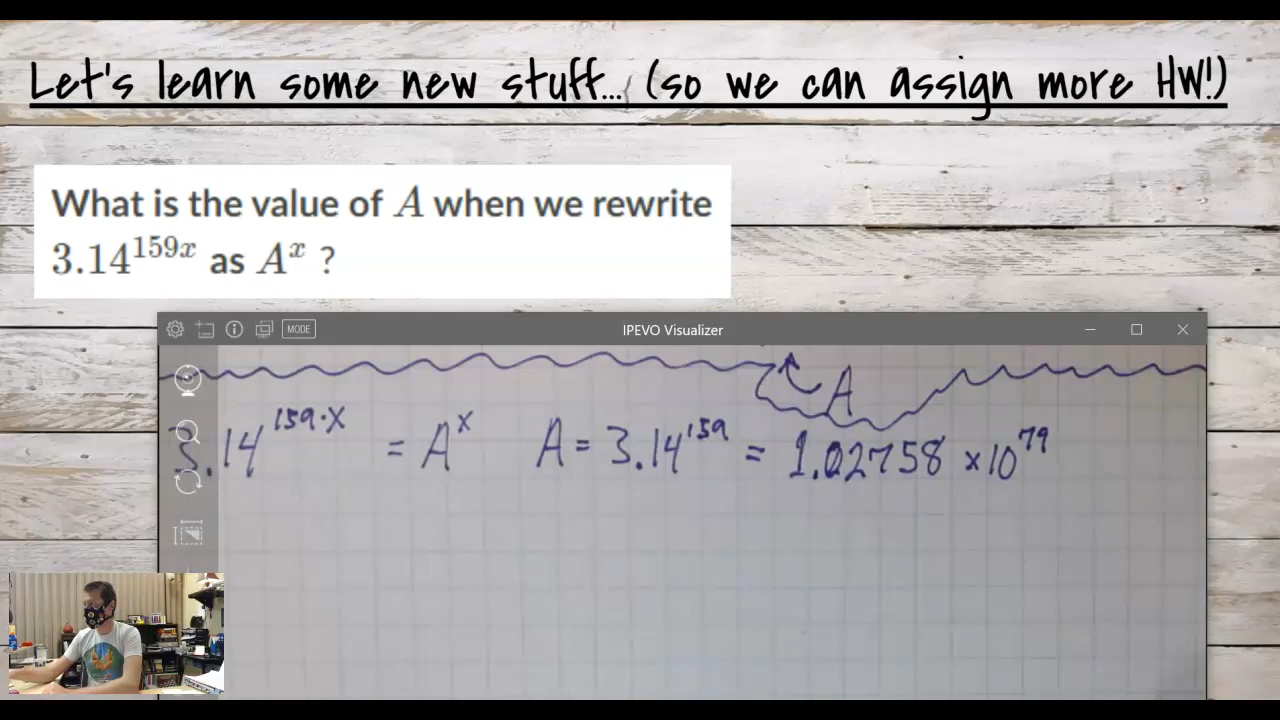 Let's learn some new stuff... (so we can assign more HW!)
What is the value of A when we rewrite
3.14^{159x} as A^x ?
MODE
IPEVO Visualizer
A
3.14^{159·x} = A^x A = 3.14^{159} = 1.02758 ×10^{79}